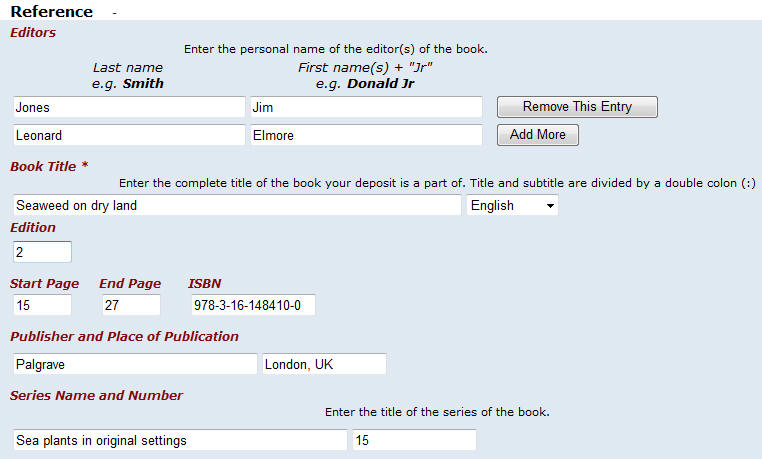 Reference -
Editors
Enter the personal name of the editor(s) of the book.
Last name First name(s) + "Jr"
e.g. Smith e.g. Donald Jr
Jones Jim Remove This Entry
Leonard Elmore Add More
Book Title *
Enter the complete title of the book your deposit is a part of. Title and subtitle are divided by a double colon (:)
Seaweed on dry land English
Edition
2
Start Page End Page ISBN
15 27 978-3-16-148410-0
Publisher and Place of Publication
Palgrave London, UK
Series Name and Number
Enter the title of the series of the book.
Sea plants in original settings 15